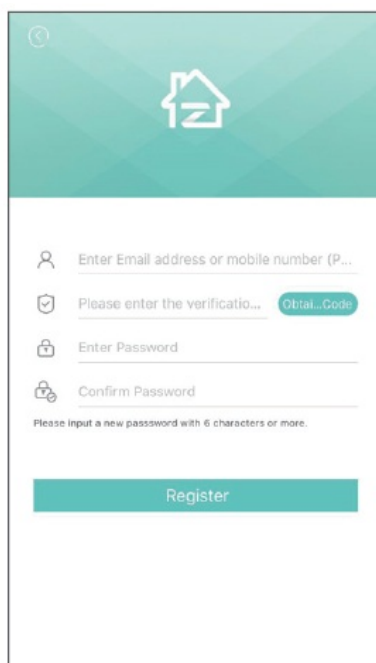 Enter Email address or mobile number (P...
Please enter the verificatio... Obtai...Code
Enter Password
Confirm Password
Please input a new passsword with 6 characters or more.
Register